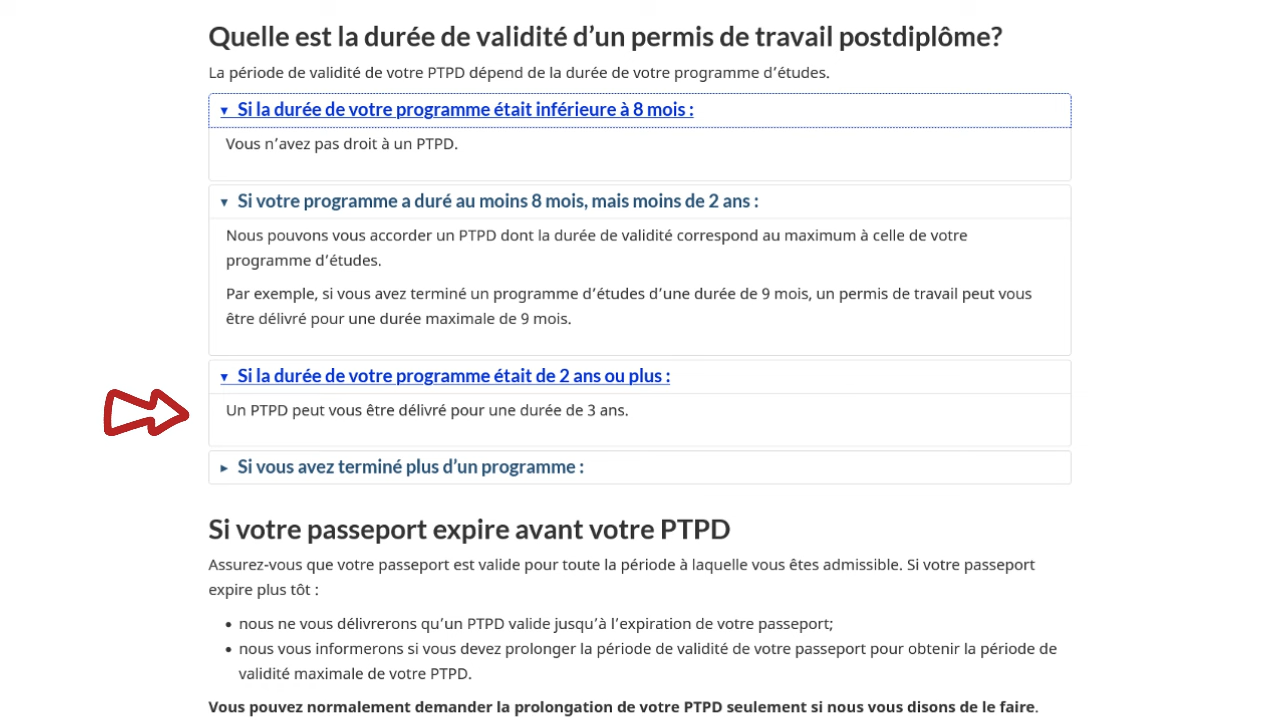 Quelle est la durée de validité d’un permis de travail postdiplôme?
La période de validité de votre PTPD dépend de la durée de votre programme d’études.
▼ Si la durée de votre programme était inférieure à 8 mois :
Vous n’avez pas droit à un PTPD.
▼ Si votre programme a duré au moins 8 mois, mais moins de 2 ans :
Nous pouvons vous accorder un PTPD dont la durée de validité correspond au maximum à celle de votre
programme d’études.
Par exemple, si vous avez terminé un programme d’études d’une durée de 9 mois, un permis de travail peut vous
être délivré pour une durée maximale de 9 mois.
▼ Si la durée de votre programme était de 2 ans ou plus :
Un PTPD peut vous être délivré pour une durée de 3 ans.
► Si vous avez terminé plus d’un programme :
Si votre passeport expire avant votre PTPD
Assurez-vous que votre passeport est valide pour toute la période à laquelle vous êtes admissible. Si votre passeport
expire plus tôt :
• nous ne vous délivrerons qu’un PTPD valide jusqu’à l’expiration de votre passeport;
• nous vous informerons si vous devez prolonger la période de validité de votre passeport pour obtenir la période de
validité maximale de votre PTPD.
Vous pouvez normalement demander la prolongation de votre PTPD seulement si nous vous disons de le faire.